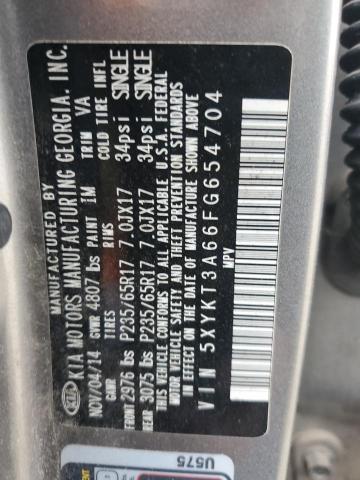 MANUFACTURED BY
KIA KIA MOTORS MANUFACTURING GEORGIA. INC.
NOV/04/14 GVWR 4807 lbs PAINT IM TRIM VA
GAWR TIRES RIMS COLD TIRE INFL
FRONT 2976 lbs P235/65R17 7.0JX17 34psi SINGLE
REAR 3075 lbs P235/65R17 7.0JX17 34psi SINGLE
THIS VEHICLE CONFORMS TO ALL APPLICABLE U.S.A. FEDERAL
MOTOR VEHICLE SAFETY AND THEFT PREVENTION STANDARDS
IN EFFECT ON THE DATE OF MANUFACTURE SHOWN ABOVE.
VIN 5XYKT3A66FG654704
MPV
U575